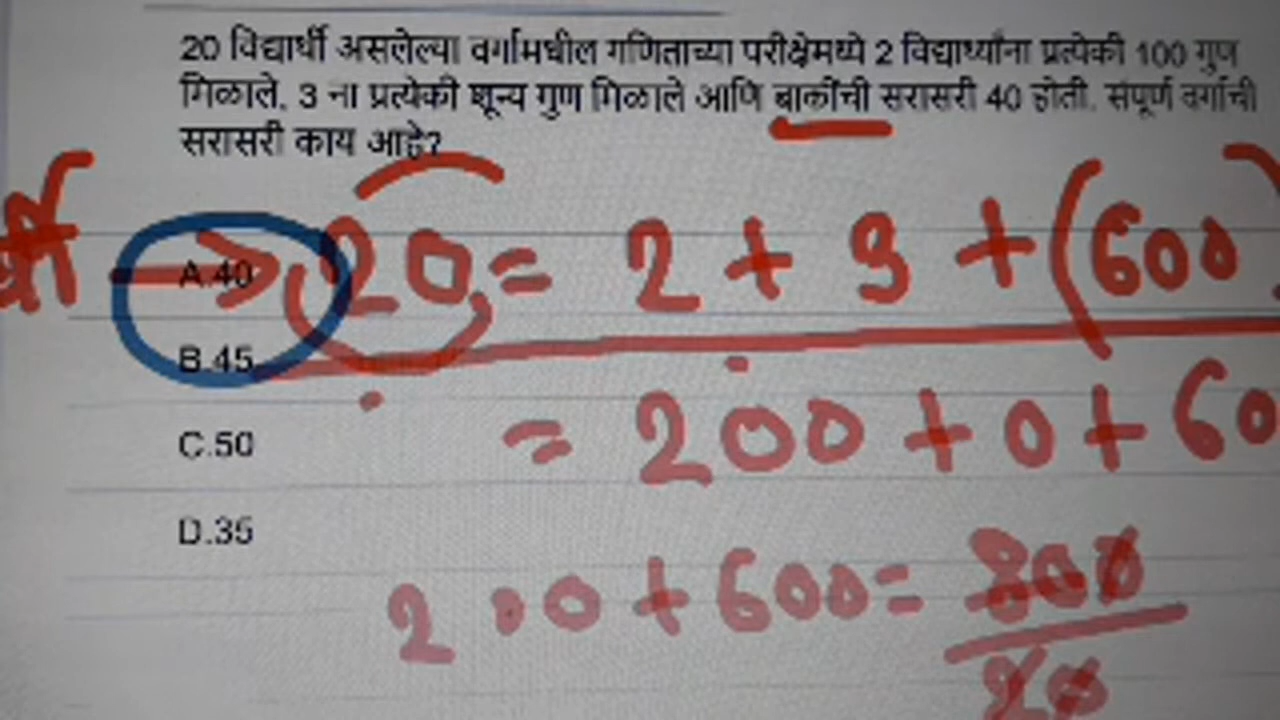 20 विद्यार्थी असलेल्या वर्गामधील गणिताच्या परीक्षेमध्ये 2 विद्यार्थ्यांना प्रत्येकी 100 गुण
मिळाले, 3 ना प्रत्येकी शून्य गुण मिळाले आणि बाकींची सरासरी 40 होती. संपूर्ण वर्गाची
सरासरी काय आहे?
A.40
20 = 2 + 3 + (600)
B.45
= 200 + 0 + 60
C.50
D.35
200 + 600 = 800
20